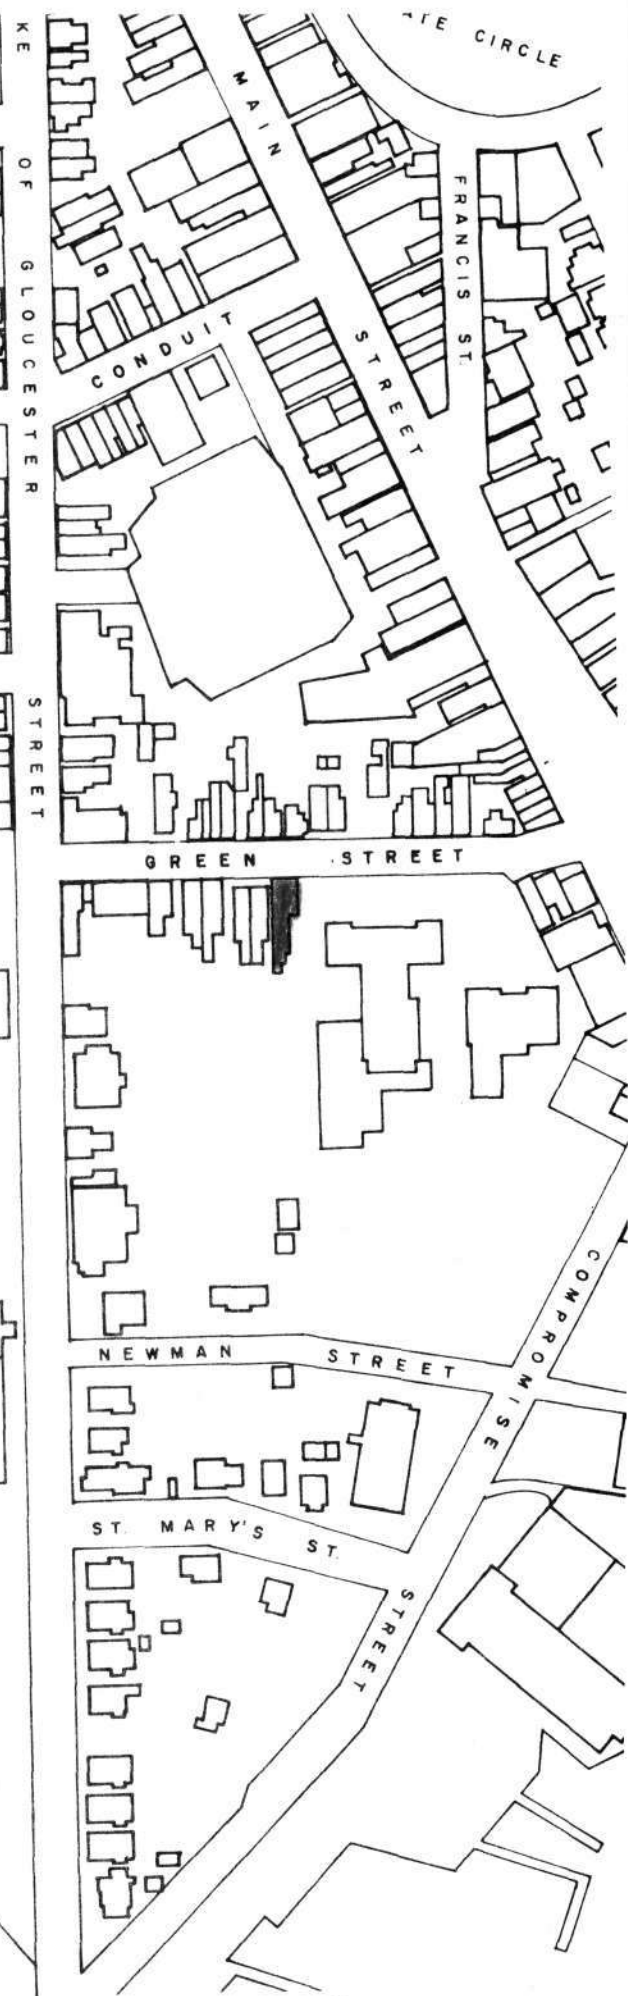 CIRCLE
KE OF GLOUCESTER STREET
MAIN STREET
FRANCIS ST.
CONDUIT
GREEN STREET
COMPROMISE STREET
NEWMAN STREET
ST. MARY'S ST.